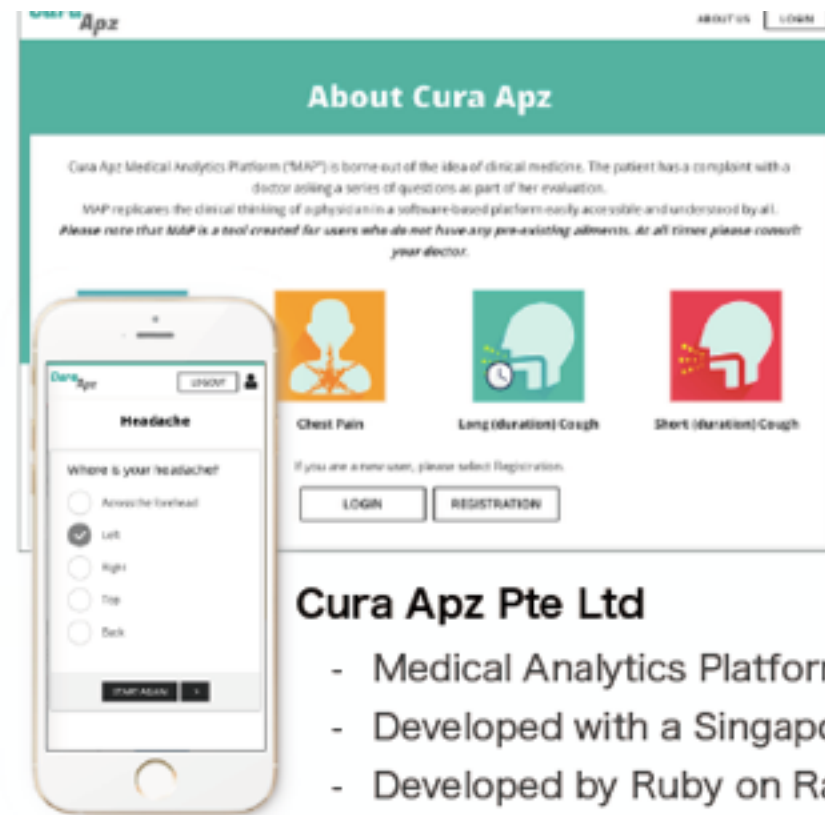 Cura
Apz
ABOUT US
LOGIN
About Cura Apz
Cura Apz Medical Analytics Platform ("MAP") is borne out of the idea of clinical medicine. The patient has a complaint with a
doctor asking a series of questions as part of her evaluation.
MAP replicates the clinical thinking of a physician in a software-based platform easily accessible and understood by all.
Please note that MAP is a tool created for users who do not have any pre-existing ailments. At all times please consult
your doctor.
Chest Pain
Long (duration) Cough
Short (duration) Cough
If you are a new user, please select Registration.
LOGIN
REGISTRATION
Cura
Apz
LOGOUT
Headache
Where is your headache?
Across the forehead
Left
Right
Top
Back
START AGAIN
>
Cura Apz Pte Ltd
- Medical Analytics Platform
- Developed with a Singapo
- Developed by Ruby on Ra